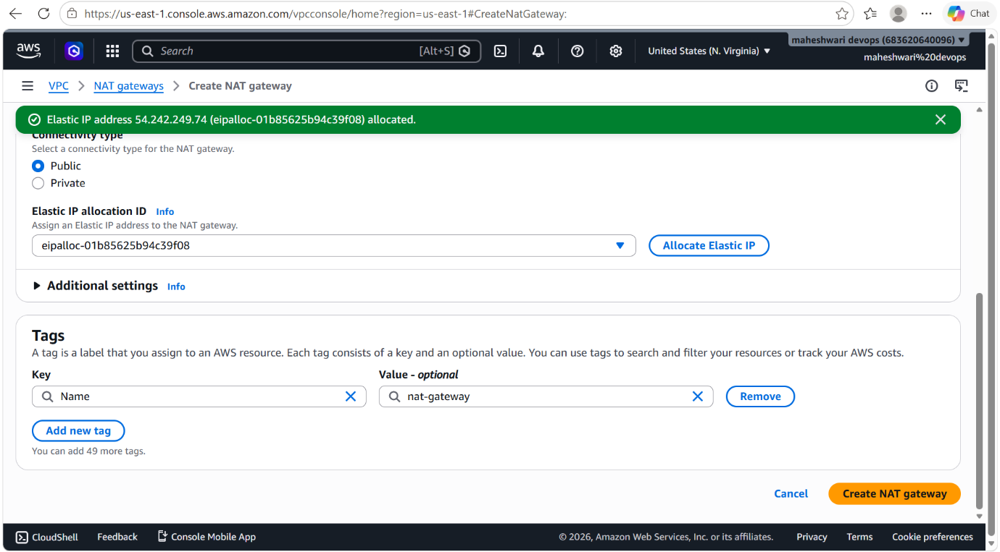 https://us-east-1.console.aws.amazon.com/vpcconsole/home?region=us-east-1#CreateNatGateway:
Chat
aws
Search [Alt+S]
United States (N. Virginia)
maheshwari devops (683620640096)
maheshwari%20devops
VPC > NAT gateways > Create NAT gateway
Elastic IP address 54.242.249.74 (eipalloc-01b85625b94c39f08) allocated.
Connectivity type
Select a connectivity type for the NAT gateway.
Public
Private
Elastic IP allocation ID Info
Assign an Elastic IP address to the NAT gateway.
eipalloc-01b85625b94c39f08 Allocate Elastic IP
Additional settings Info
Tags
A tag is a label that you assign to an AWS resource. Each tag consists of a key and an optional value. You can use tags to search and filter your resources or track your AWS costs.
Key Value - optional
Name nat-gateway Remove
Add new tag
You can add 49 more tags.
Cancel Create NAT gateway
CloudShell Feedback Console Mobile App © 2026, Amazon Web Services, Inc. or its affiliates. Privacy Terms Cookie preferences